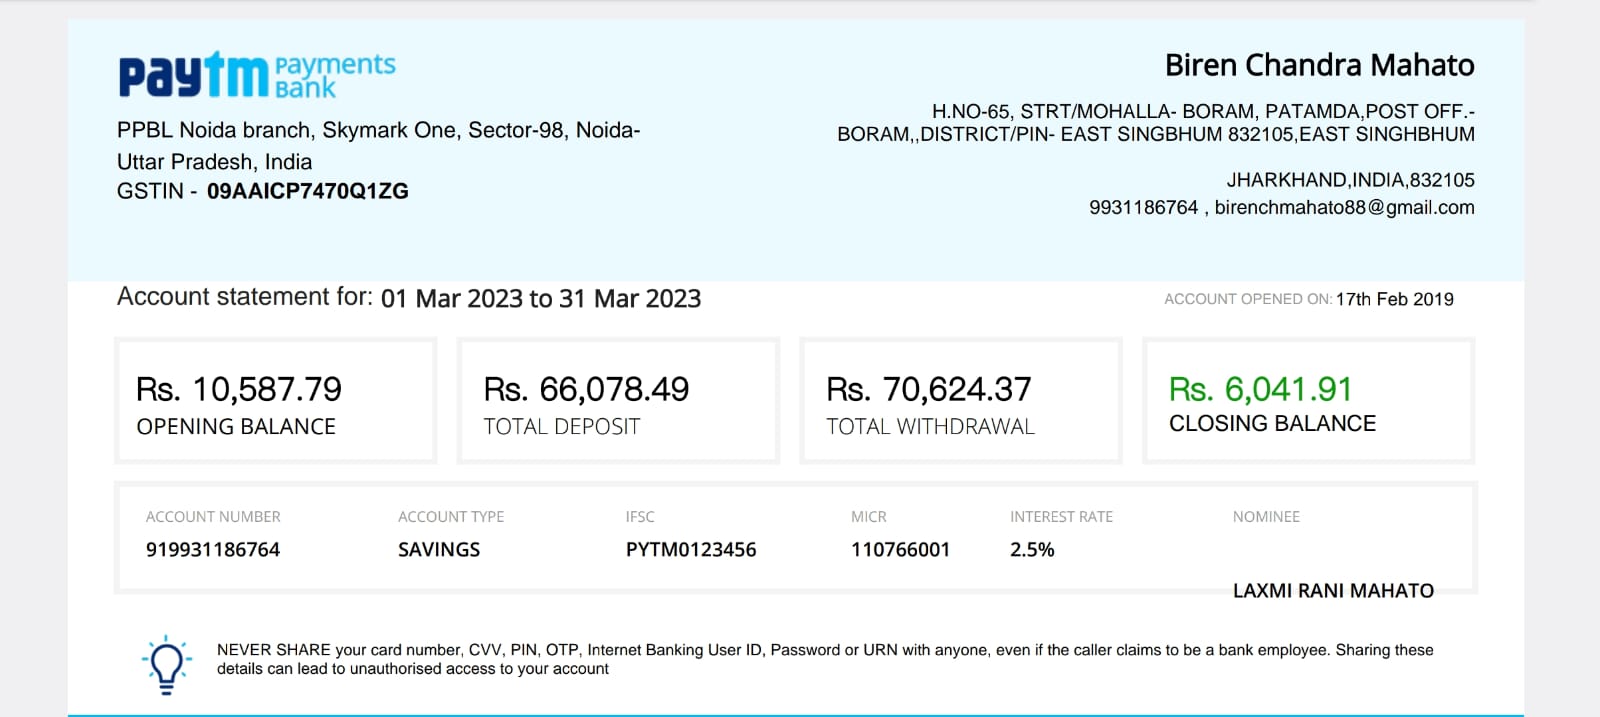 paytm Payments Bank
PPBL Noida branch, Skymark One, Sector-98, Noida-
Uttar Pradesh, India
GSTIN - 09AAICP7470Q1ZG
Biren Chandra Mahato
H.NO-65, STRT/MOHALLA- BORAM, PATAMDA,POST OFF.-
BORAM,,DISTRICT/PIN- EAST SINGBHUM 832105,EAST SINGHBHUM
JHARKHAND,INDIA,832105
9931186764 , birenchmahato88@gmail.com
Account statement for: 01 Mar 2023 to 31 Mar 2023
ACCOUNT OPENED ON: 17th Feb 2019
Rs. 10,587.79
OPENING BALANCE
Rs. 66,078.49
TOTAL DEPOSIT
Rs. 70,624.37
TOTAL WITHDRAWAL
Rs. 6,041.91
CLOSING BALANCE
ACCOUNT NUMBER
919931186764
ACCOUNT TYPE
SAVINGS
IFSC
PYTM0123456
MICR
110766001
INTEREST RATE
2.5%
NOMINEE
LAXMI RANI MAHATO
NEVER SHARE your card number, CVV, PIN, OTP, Internet Banking User ID, Password or URN with anyone, even if the caller claims to be a bank employee. Sharing these
details can lead to unauthorised access to your account